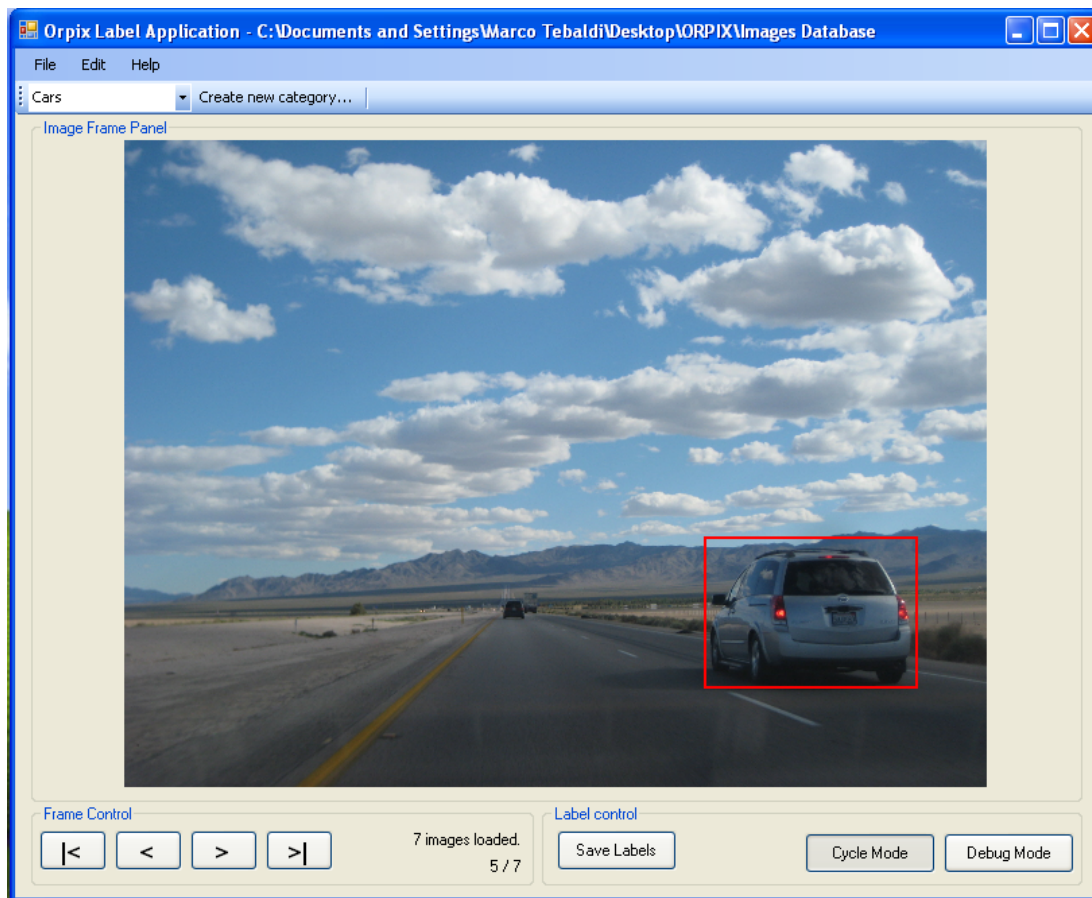 Orpix Label Application - C:\Documents and Settings\Marco Tebaldi\Desktop\ORPIX\Images Database
File Edit Help
Cars Create new category...
Image Frame Panel
Frame Control
|< < > >|
7 images loaded.
5 / 7
Label control
Save Labels Cycle Mode Debug Mode